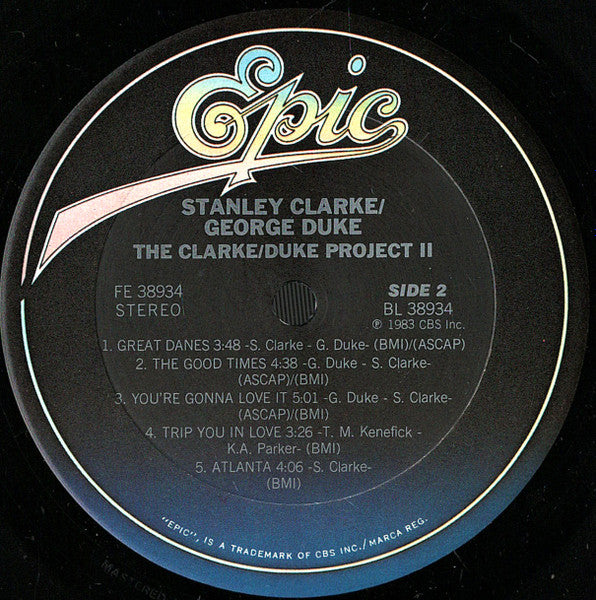 Epic
STANLEY CLARKE/
GEORGE DUKE
THE CLARKE/DUKE PROJECT II
FE 38934
STEREO
SIDE 2
BL 38934
℗ 1983 CBS Inc.
1. GREAT DANES 3:48 -S. Clarke - G. Duke- (BMI)/(ASCAP)
2. THE GOOD TIMES 4:38 -G. Duke - S. Clarke-
(ASCAP)/(BMI)
3. YOU'RE GONNA LOVE IT 5:01 -G. Duke - S. Clarke-
(ASCAP)/(BMI)
4. TRIP YOU IN LOVE 3:26 -T. M. Kenefick -
K.A. Parker- (BMI)
5. ATLANTA 4:06 -S. Clarke-
(BMI)
"EPIC", IS A TRADEMARK OF CBS INC./MARCA REG.
MASTERED